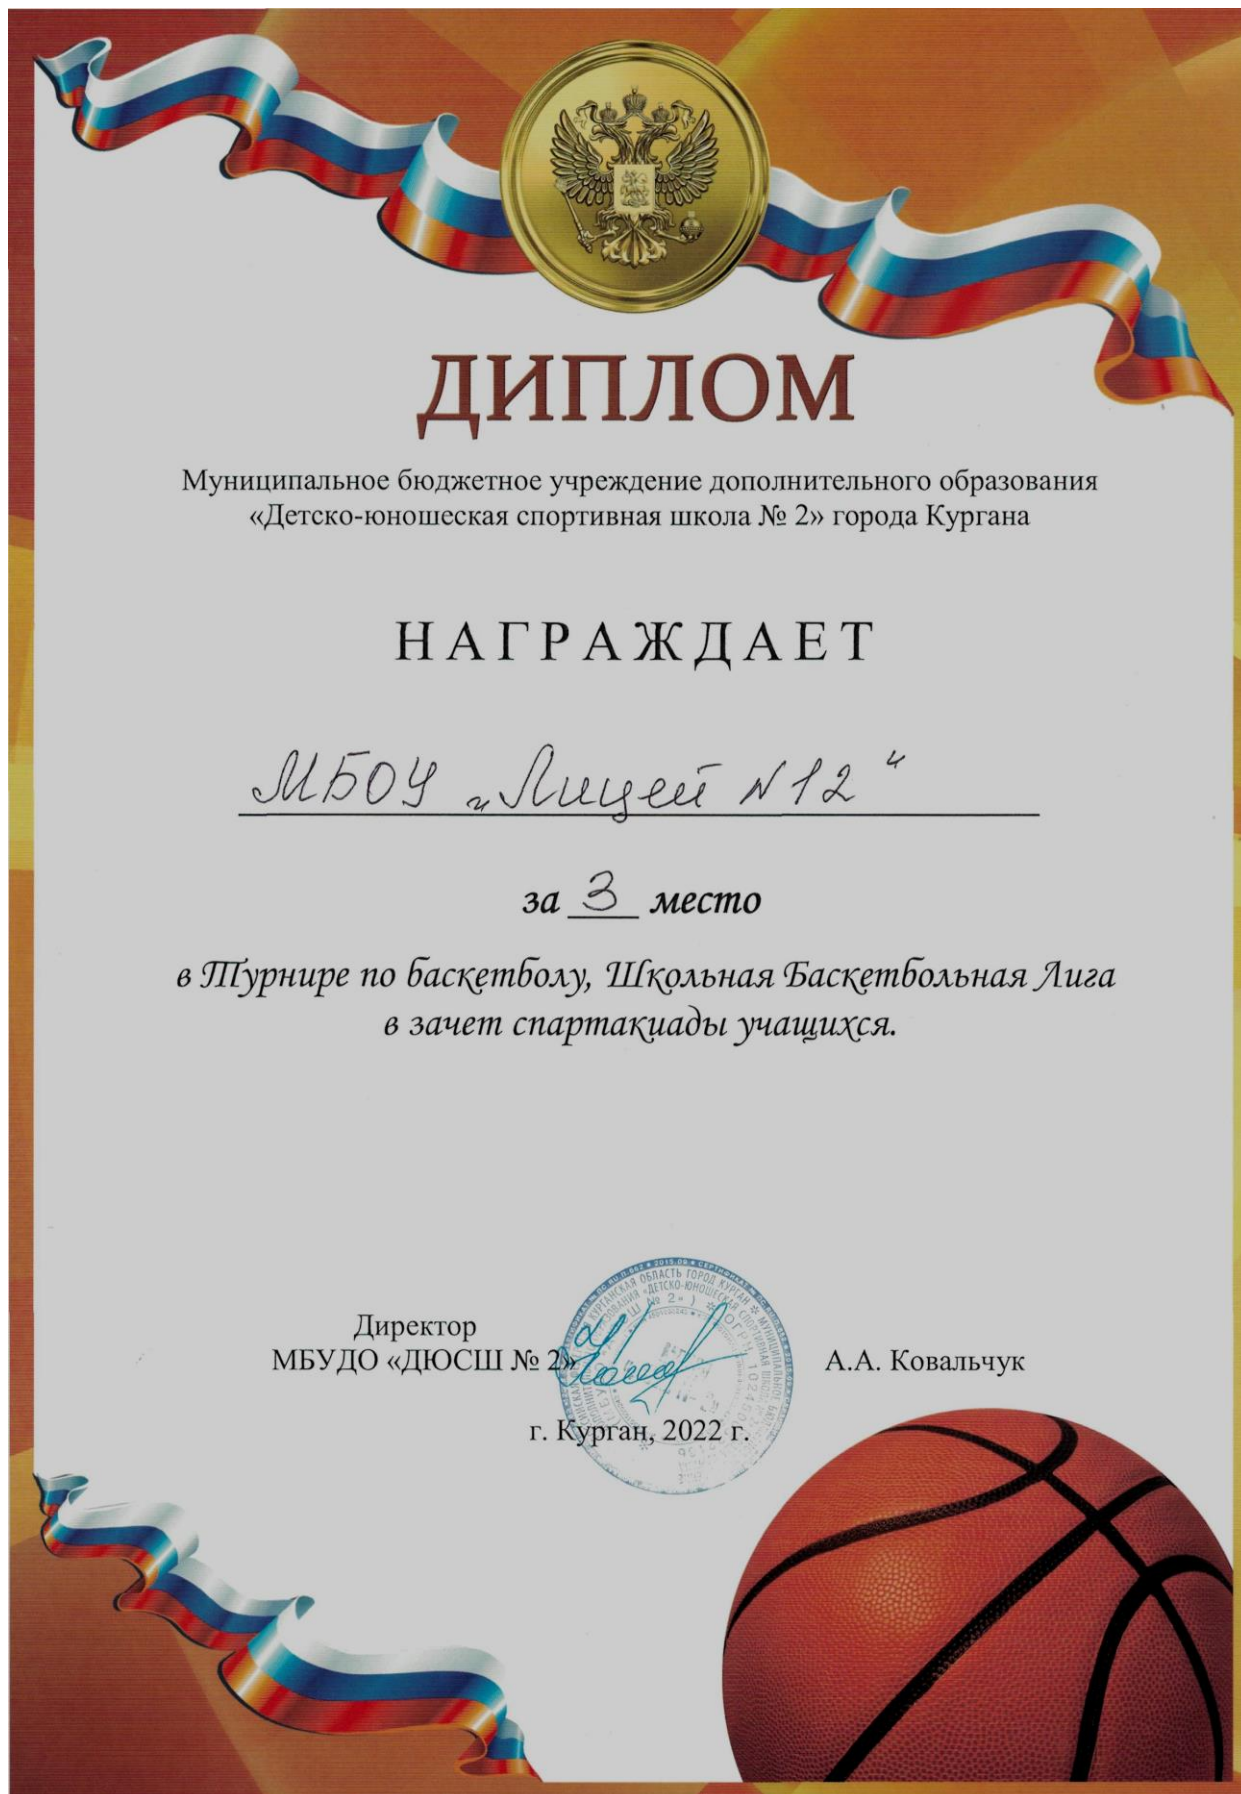 ДИПЛОМ
Муниципальное бюджетное учреждение дополнительного образования
«Детско-юношеская спортивная школа № 2» города Кургана
НАГРАЖДАЕТ
МБОУ „Лицей N12“
за 3 место
в Турнире по баскетболу, Школьная Баскетбольная Лига
в зачет спартакиады учащихся.
Директор
МБУДО «ДЮСШ № 2» А.А. Ковальчук
г. Курган, 2022 г.